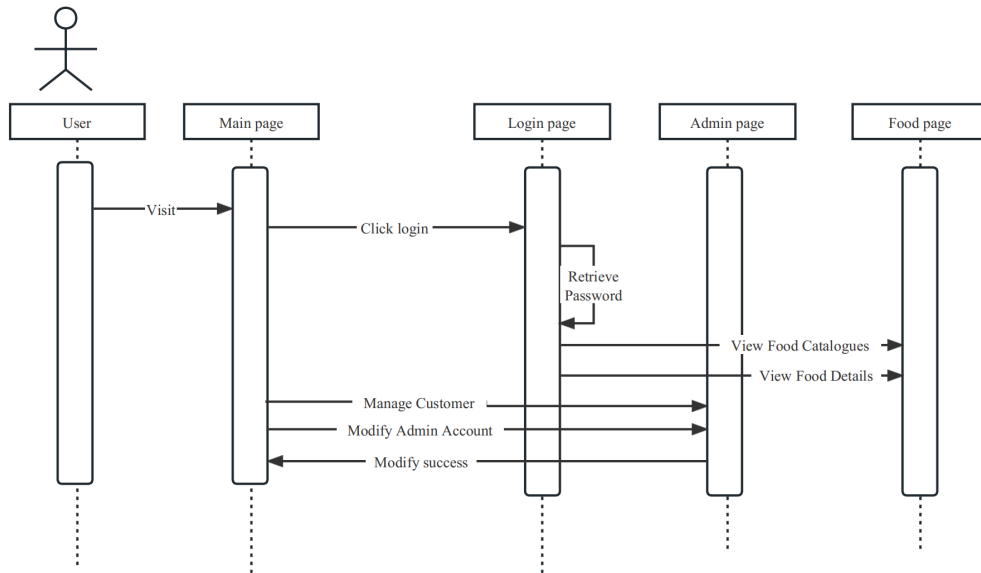 User
Main page
Login page
Admin page
Food page
Visit
Click login
Retrieve
Password
View Food Catalogues
View Food Details
Manage Customer
Modify Admin Account
Modify success